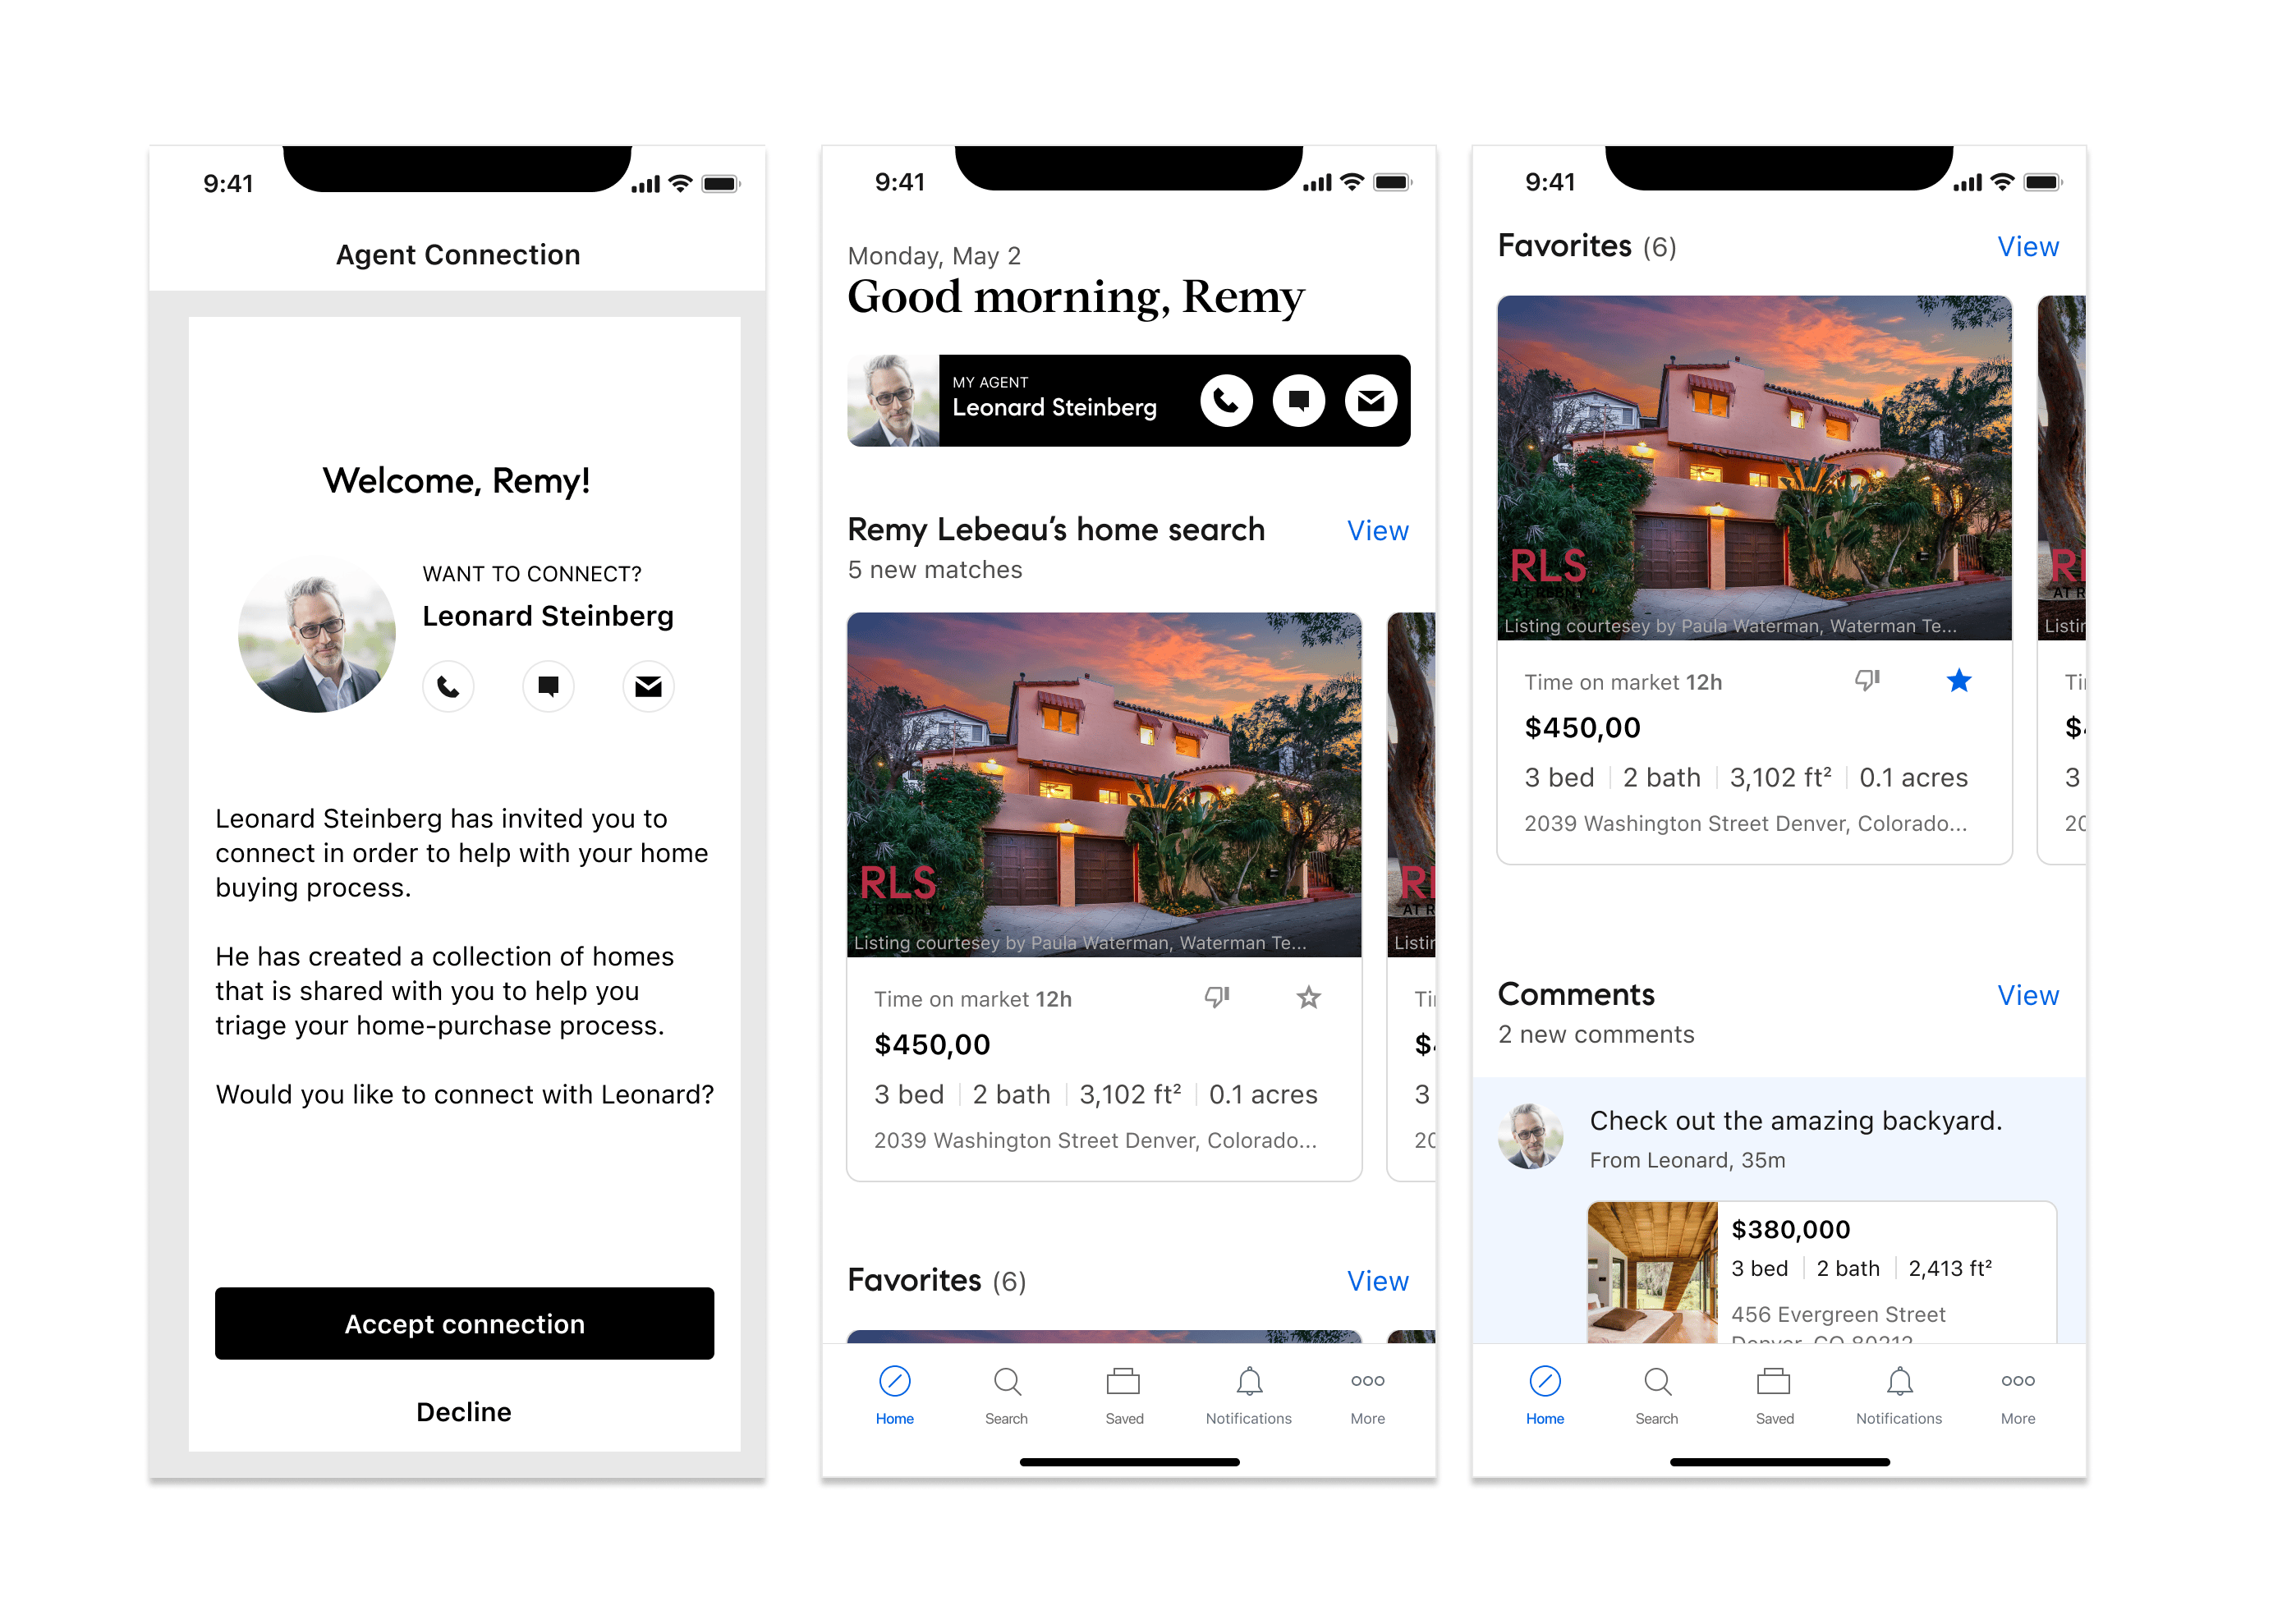 9:41
Agent Connection
Welcome, Remy!
WANT TO CONNECT?
Leonard Steinberg
Leonard Steinberg has invited you to
connect in order to help with your home
buying process.
He has created a collection of homes
that is shared with you to help you
triage your home-purchase process.
Would you like to connect with Leonard?
Accept connection
Decline
9:41
Monday, May 2
Good morning, Remy
MY AGENT
Leonard Steinberg
Remy Lebeau’s home search View
5 new matches
RLS
AT REBNY
Listing courtesey by Paula Waterman, Waterman Te...
Time on market 12h
$450,00
3 bed 2 bath 3,102 ft² 0.1 acres
2039 Washington Street Denver, Colorado...
Favorites (6) View
Home Search Saved Notifications More
9:41
Favorites (6) View
RLS
AT REBNY
Listing courtesey by Paula Waterman, Waterman Te...
Time on market 12h
$450,00
3 bed 2 bath 3,102 ft² 0.1 acres
2039 Washington Street Denver, Colorado...
Comments View
2 new comments
Check out the amazing backyard.
From Leonard, 35m
$380,000
3 bed 2 bath 2,413 ft²
456 Evergreen Street
Denver, CO 80212
Home Search Saved Notifications More